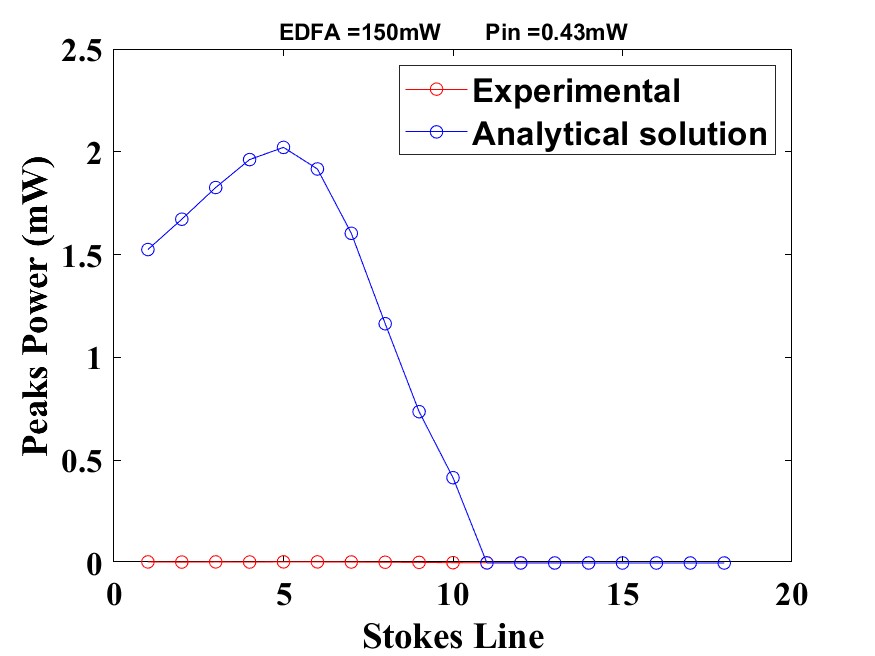 EDFA =150mW Pin =0.43mW
2.5
2
1.5
1
0.5
0
Peaks Power (mW)
Experimental
Analytical solution
0 5 10 15 20
Stokes Line